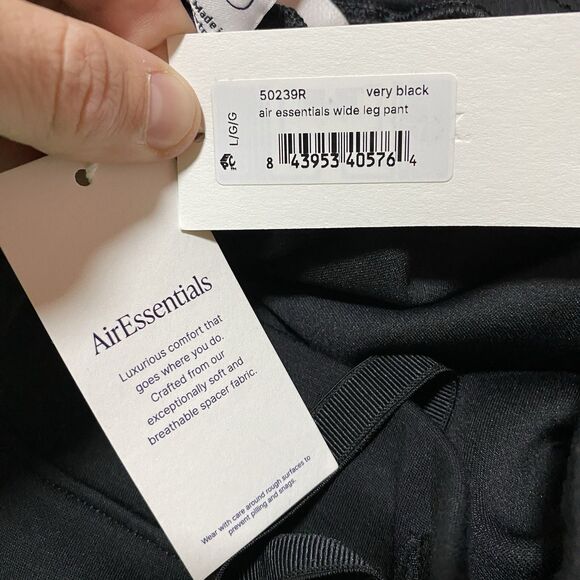 Made
50239R very black
air essentials wide leg pant
L/G/G
8 43953 40576 4
AirEssentials
Luxurious comfort that
goes where you do.
Crafted from our
exceptionally soft and
breathable spacer fabric.
Wear with care around rough surfaces to
prevent pilling and snags.